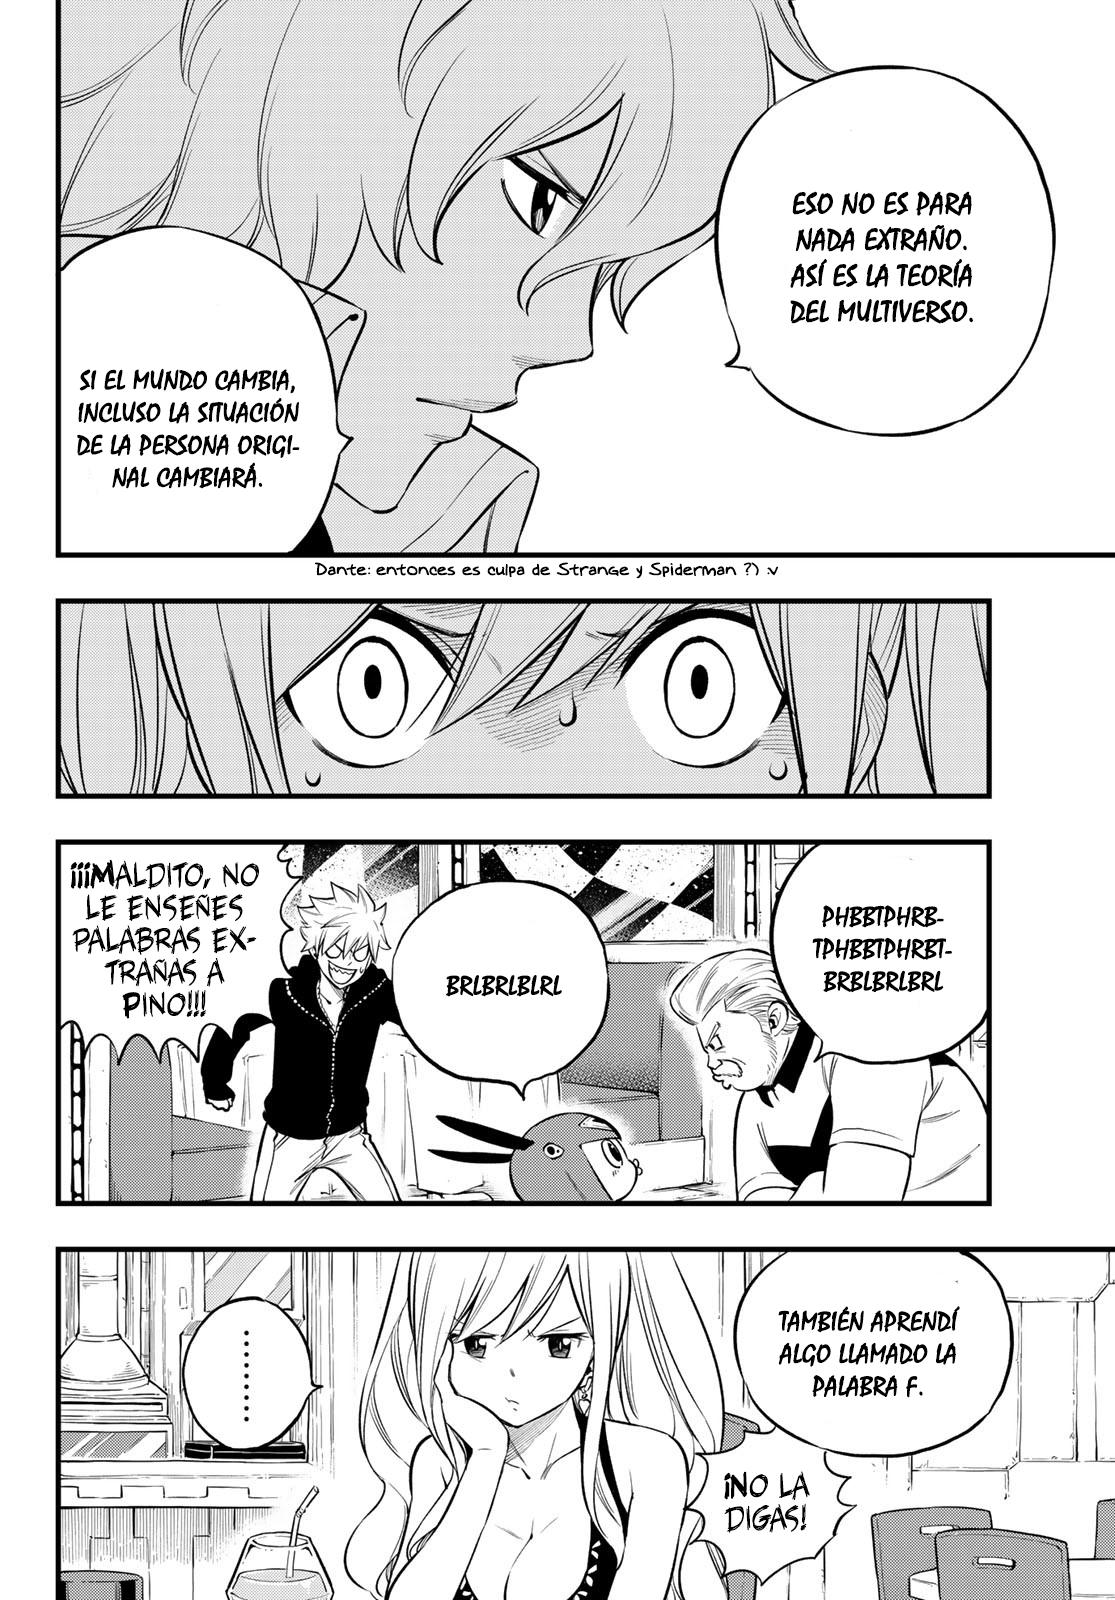 ESO NO ES PARA
NADA EXTRAÑO.
ASÍ ES LA TEORÍA
DEL MULTIVERSO.
SI EL MUNDO CAMBIA,
INCLUSO LA SITUACIÓN
DE LA PERSONA ORIGI-
NAL CAMBIARÁ.
Dante: entonces es culpa de Strange y Spiderman ?) :v
PHBBTPHRB-
TPHBBTPHRBT-
BRBLBRLBRL
BRLBRLBLRL
¡¡¡MALDITO, NO
LE ENSEÑES
PALABRAS EX-
TRAÑAS A
PINO!!!
TAMBIÉN APRENDÍ
ALGO LLAMADO LA
PALABRA F.
¡NO LA
DIGAS!
........